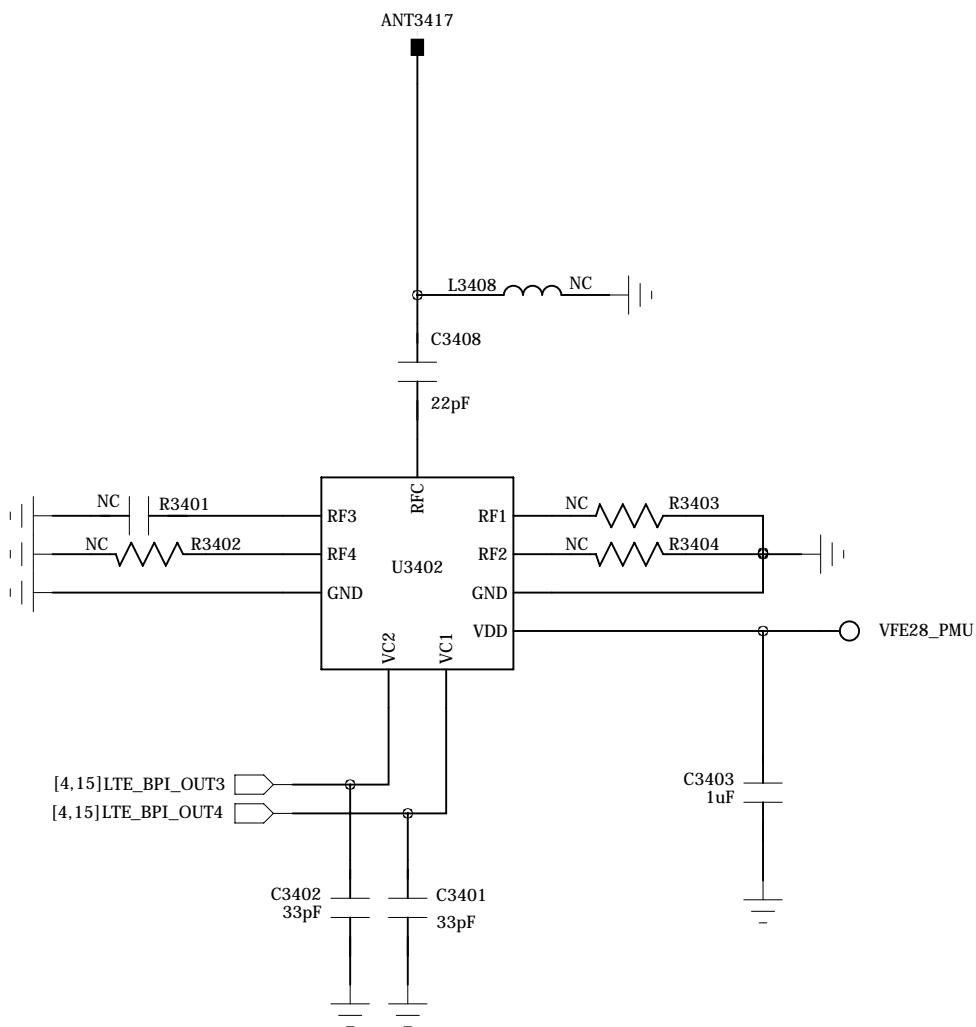 ANT3417
L3408
NC
C3408
22pF
NC
R3401
RF3
RFC
RF1
NC
R3403
NC
R3402
RF4
RF2
NC
R3404
U3402
GND
GND
VC2
VC1
VDD
VFE28_PMU
[4,15]LTE_BPI_OUT3
[4,15]LTE_BPI_OUT4
C3403
1uF
C3402
33pF
C3401
33pF